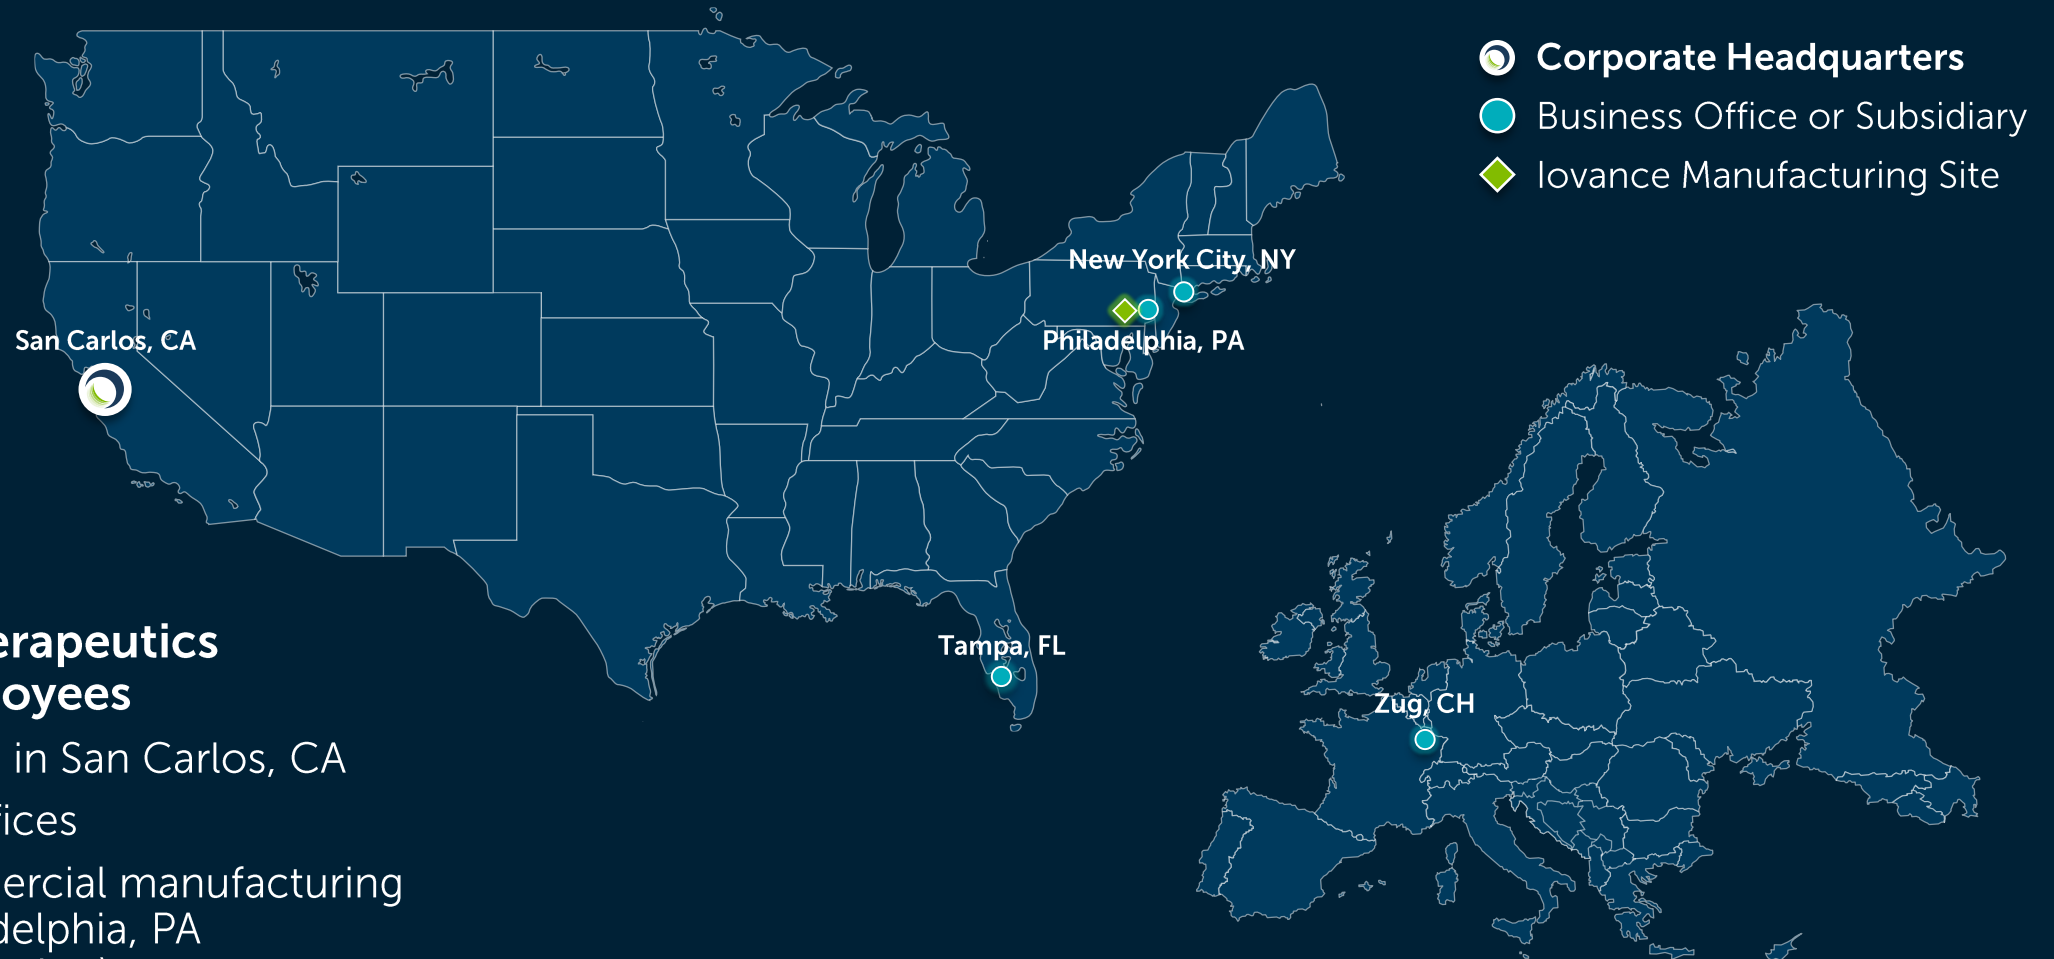 Corporate Headquarters
Business Office or Subsidiary
Iovance Manufacturing Site
New York City, NY
Philadelphia, PA
San Carlos, CA
Tampa, FL
Zug, CH
erapeutics
oyees
in San Carlos, CA
ices
ercial manufacturing
delphia, PA